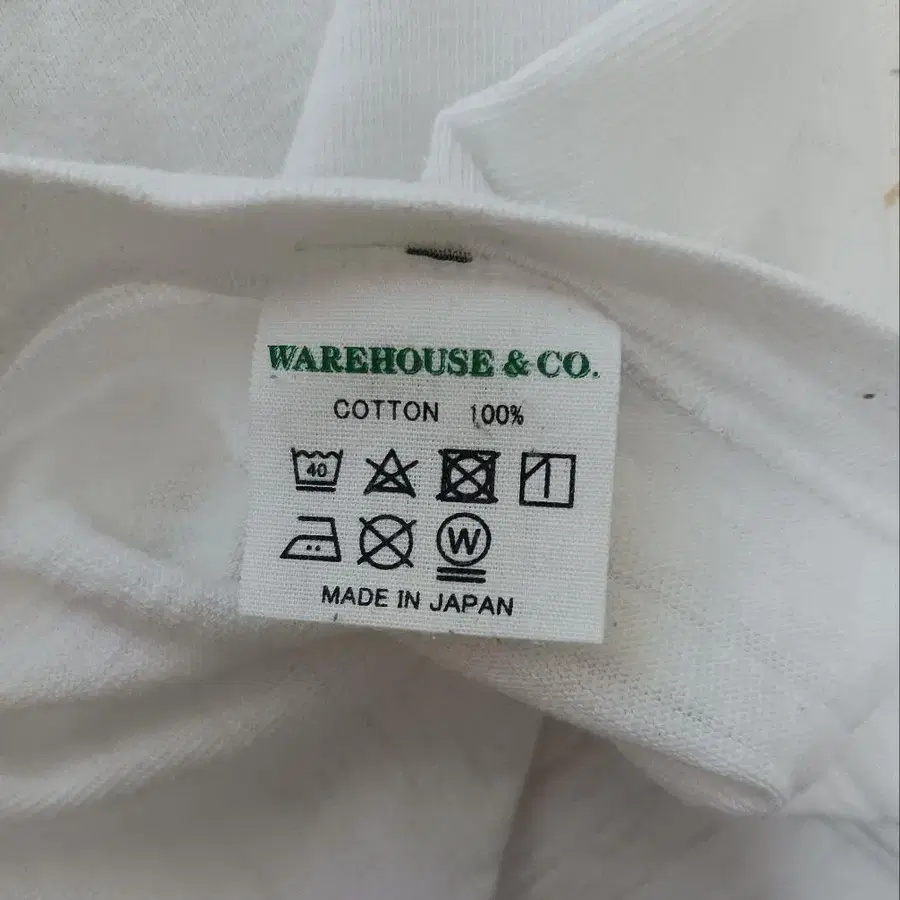 WAREHOUSE & CO.
COTTON 100%
40
W
MADE IN JAPAN